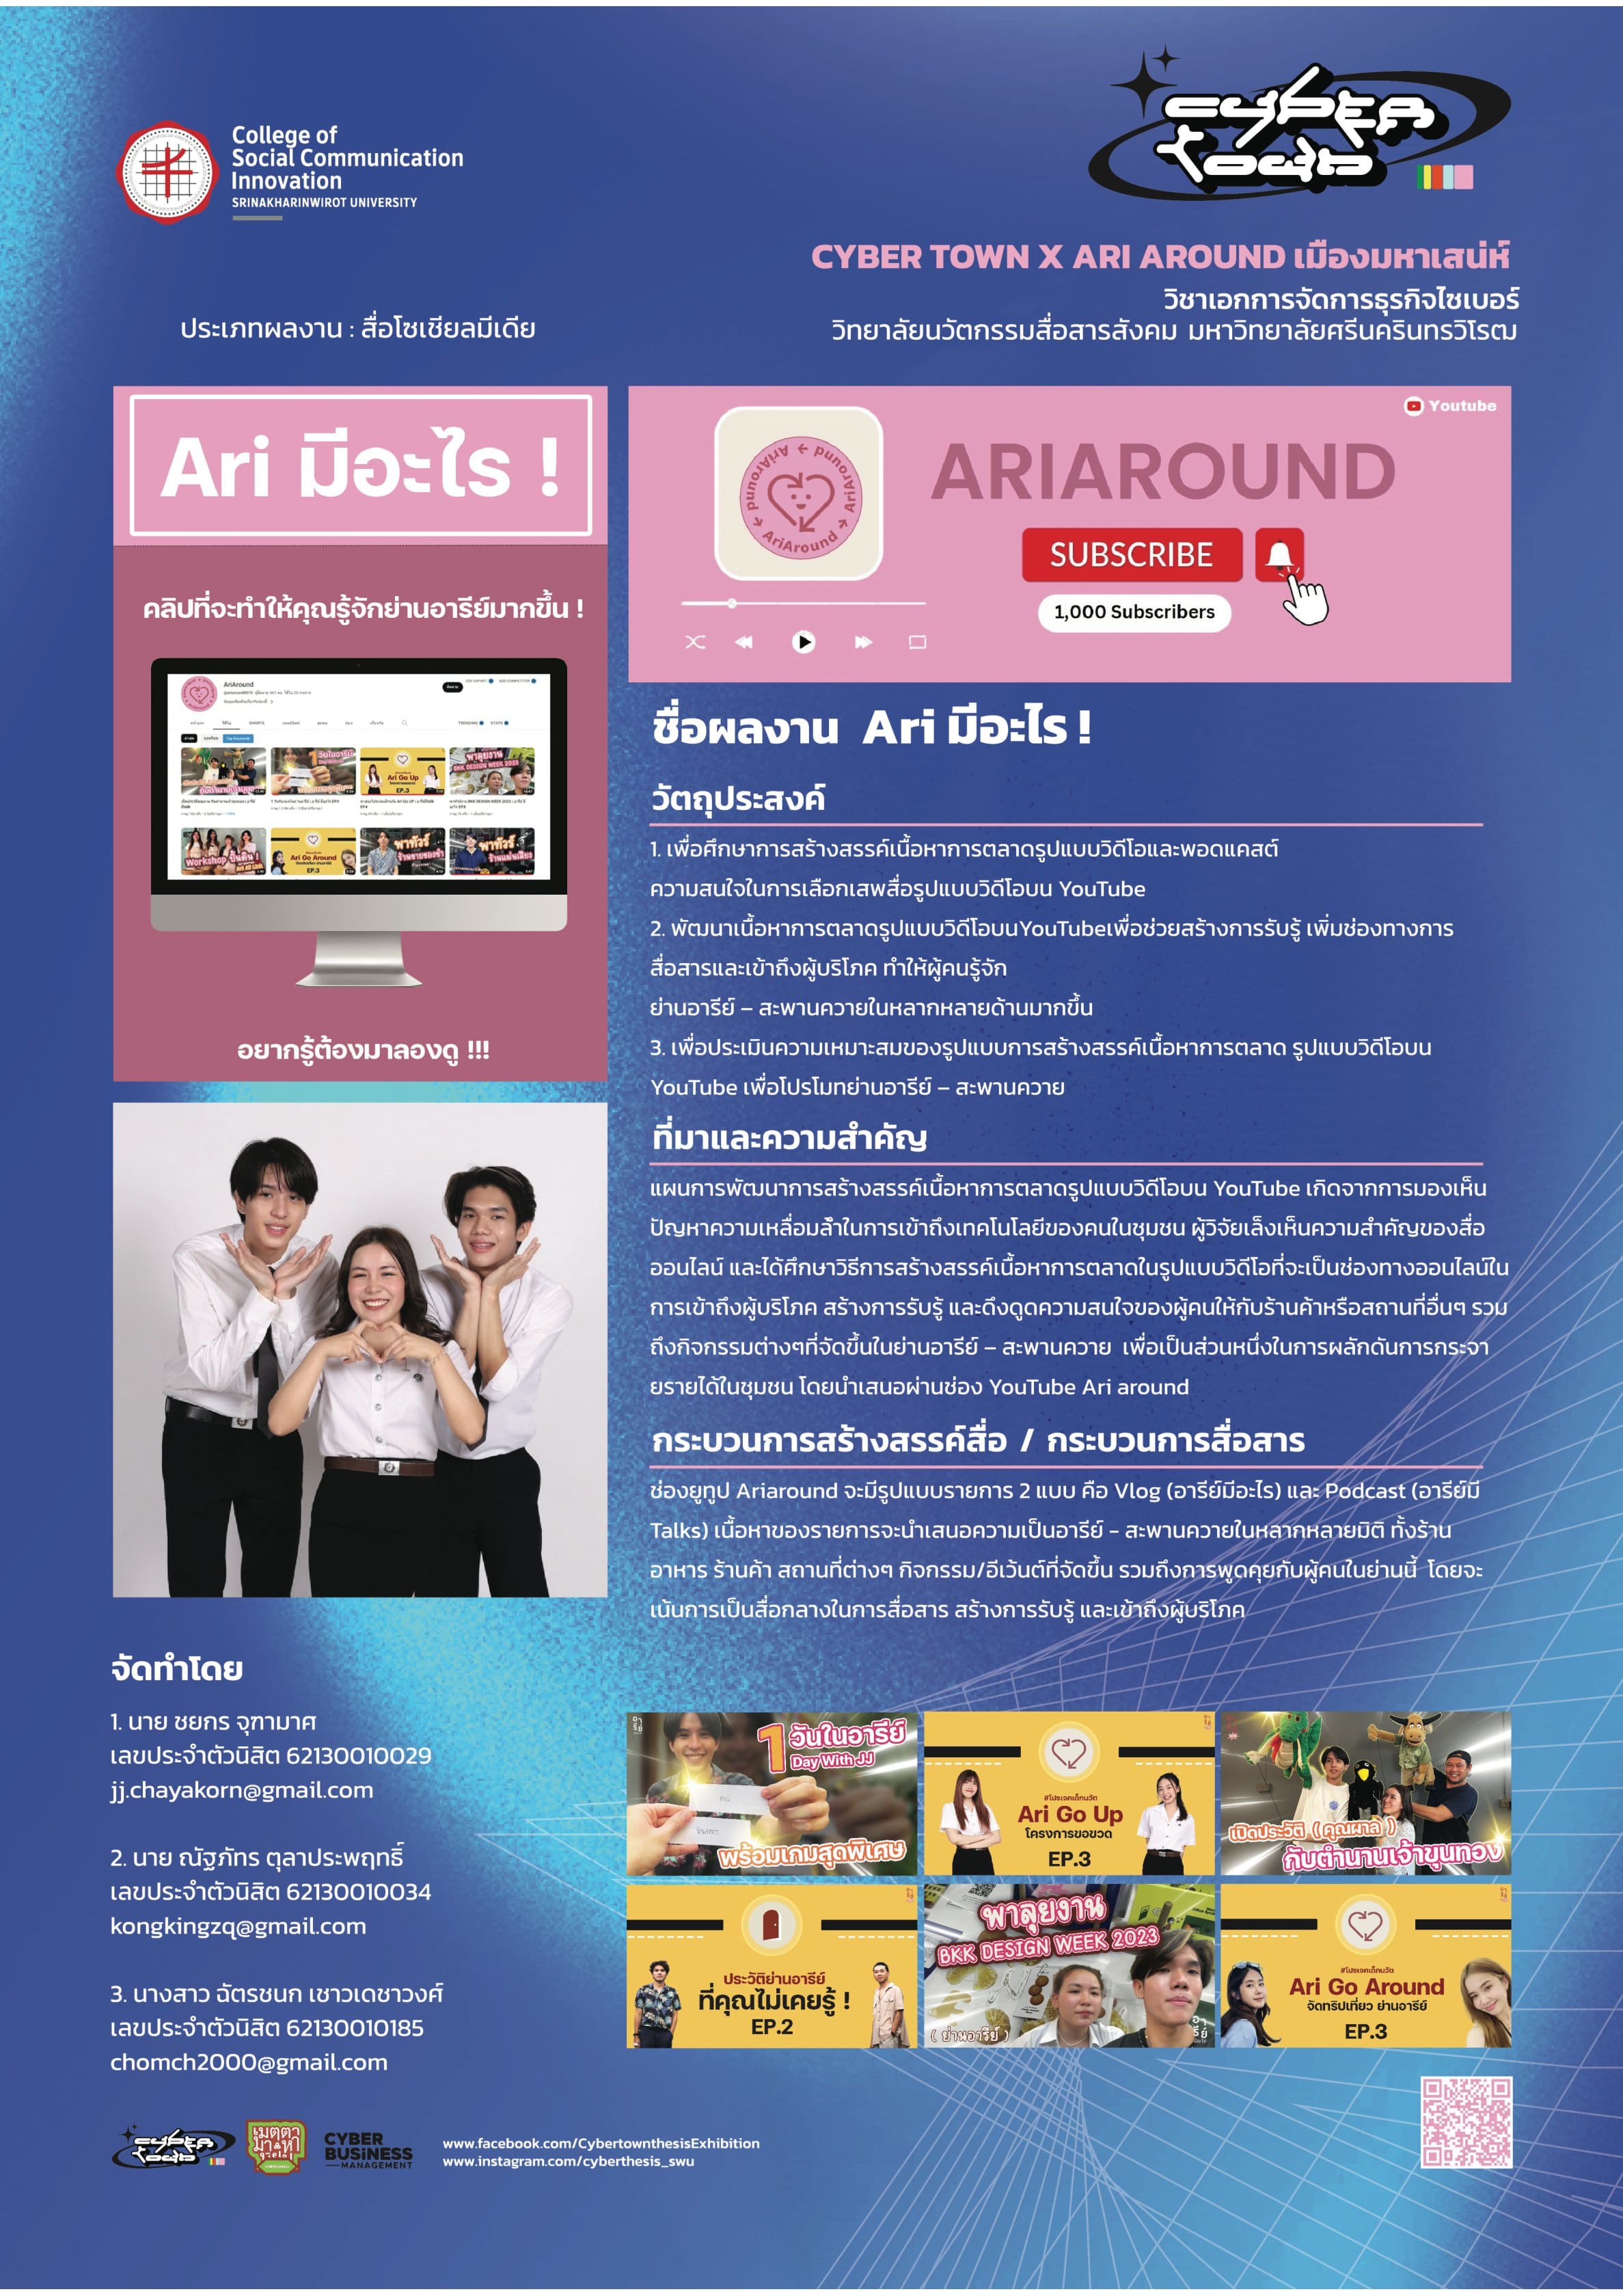 College of
Social Communication
Innovation
SRINAKHARINWIROT UNIVERSITY
CYBER
TOWN
CYBER TOWN X ARI AROUND เมืองมหาเสน่ห์
วิชาเอกการจัดการธุรกิจไซเบอร์
วิทยาลัยนวัตกรรมสื่อสารสังคม มหาวิทยาลัยศรีนครินทรวิโรฒ
ประเภทผลงาน : สื่อโซเชียลมีเดีย
Ari มีอะไร !
คลิปที่จะทำให้คุณรู้จักย่านอารีย์มากขึ้น !
AriAround
อยากรู้ต้องมาลองดู !!!
Youtube
AriAround AriAround AriAround
ARIAROUND
SUBSCRIBE
1,000 Subscribers
ชื่อผลงาน Ari มีอะไร !
วัตถุประสงค์
1. เพื่อศึกษาการสร้างสรรค์เนื้อหาการตลาดรูปแบบวิดีโอและพอดแคสต์
ความสนใจในการเลือกเสพสื่อรูปแบบวิดีโอบน YouTube
2. พัฒนาเนื้อหาการตลาดรูปแบบวิดีโอบนYouTubeเพื่อช่วยสร้างการรับรู้ เพิ่มช่องทางการ
สื่อสารและเข้าถึงผู้บริโภค ทำให้ผู้คนรู้จัก
ย่านอารีย์ – สะพานควายในหลากหลายด้านมากขึ้น
3. เพื่อประเมินความเหมาะสมของรูปแบบการสร้างสรรค์เนื้อหาการตลาด รูปแบบวิดีโอบน
YouTube เพื่อโปรโมทย่านอารีย์ – สะพานควาย
ที่มาและความสำคัญ
แผนการพัฒนาการสร้างสรรค์เนื้อหาการตลาดรูปแบบวิดีโอบน YouTube เกิดจากการมองเห็น
ปัญหาความเหลื่อมล้ำในการเข้าถึงเทคโนโลยีของคนในชุมชน ผู้วิจัยเล็งเห็นความสำคัญของสื่อ
ออนไลน์ และได้ศึกษาวิธีการสร้างสรรค์เนื้อหาการตลาดในรูปแบบวิดีโอที่จะเป็นช่องทางออนไลน์ใน
การเข้าถึงผู้บริโภค สร้างการรับรู้ และดึงดูดความสนใจของผู้คนให้กับร้านค้าหรือสถานที่อื่นๆ รวม
ถึงกิจกรรมต่างๆที่จัดขึ้นในย่านอารีย์ – สะพานควาย เพื่อเป็นส่วนหนึ่งในการผลักดันการกระจา
ยรายได้ในชุมชน โดยนำเสนอผ่านช่อง YouTube Ari around
กระบวนการสร้างสรรค์สื่อ / กระบวนการสื่อสาร
ช่องยูทูป Ariaround จะมีรูปแบบรายการ 2 แบบ คือ Vlog (อารีย์มีอะไร) และ Podcast (อารีย์มี
Talks) เนื้อหาของรายการจะนำเสนอความเป็นอารีย์ - สะพานควายในหลากหลายมิติ ทั้งร้าน
อาหาร ร้านค้า สถานที่ต่างๆ กิจกรรม/อีเว้นต์ที่จัดขึ้น รวมถึงการพูดคุยกับผู้คนในย่านนี้ โดยจะ
เน้นการเป็นสื่อกลางในการสื่อสาร สร้างการรับรู้ และเข้าถึงผู้บริโภค
จัดทำโดย
1. นาย ชยกร จุฑามาศ
เลขประจำตัวนิสิต 62130010029
jj.chayakorn@gmail.com
2. นาย ณัฐภัทร ตุลาประพฤทธิ์
เลขประจำตัวนิสิต 62130010034
kongkingzq@gmail.com
3. นางสาว ฉัตรชนก เชาวเดชาวงศ์
เลขประจำตัวนิสิต 62130010185
chomch2000@gmail.com
1 วันในอารีย์
Day With JJ
พร้อมเกมสุดพิเศษ
#โปรเจคเด็กนวัต
Ari Go Up
โครงการขอขวด
EP.3
เปิดประวัติ ( คุณผาล )
กับตำนานเจ้าขุนทอง
ประวัติย่านอารีย์
ที่คุณไม่เคยรู้ !
EP.2
พาลุยงาน
BKK DESIGN WEEK 2023
( ย่านอารีย์ )
#โปรเจคเด็กนวัต
Ari Go Around
จัดทริปเที่ยว ย่านอารีย์
EP.3
CYBER
TOWN
CYBER
BUSiNESS
MANAGEMENT
www.facebook.com/CybertownthesisExhibition
www.instagram.com/cyberthesis_swu